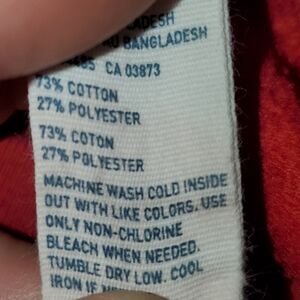 ADESH
BANGLADESH
CA 03873
73% COTTON
27% POLYESTER
73% COTON
27% POLYESTER
MACHINE WASH COLD INSIDE
OUT WITH LIKE COLORS. USE
ONLY NON-CHLORINE
BLEACH WHEN NEEDED.
TUMBLE DRY LOW. COOL
IRON IF